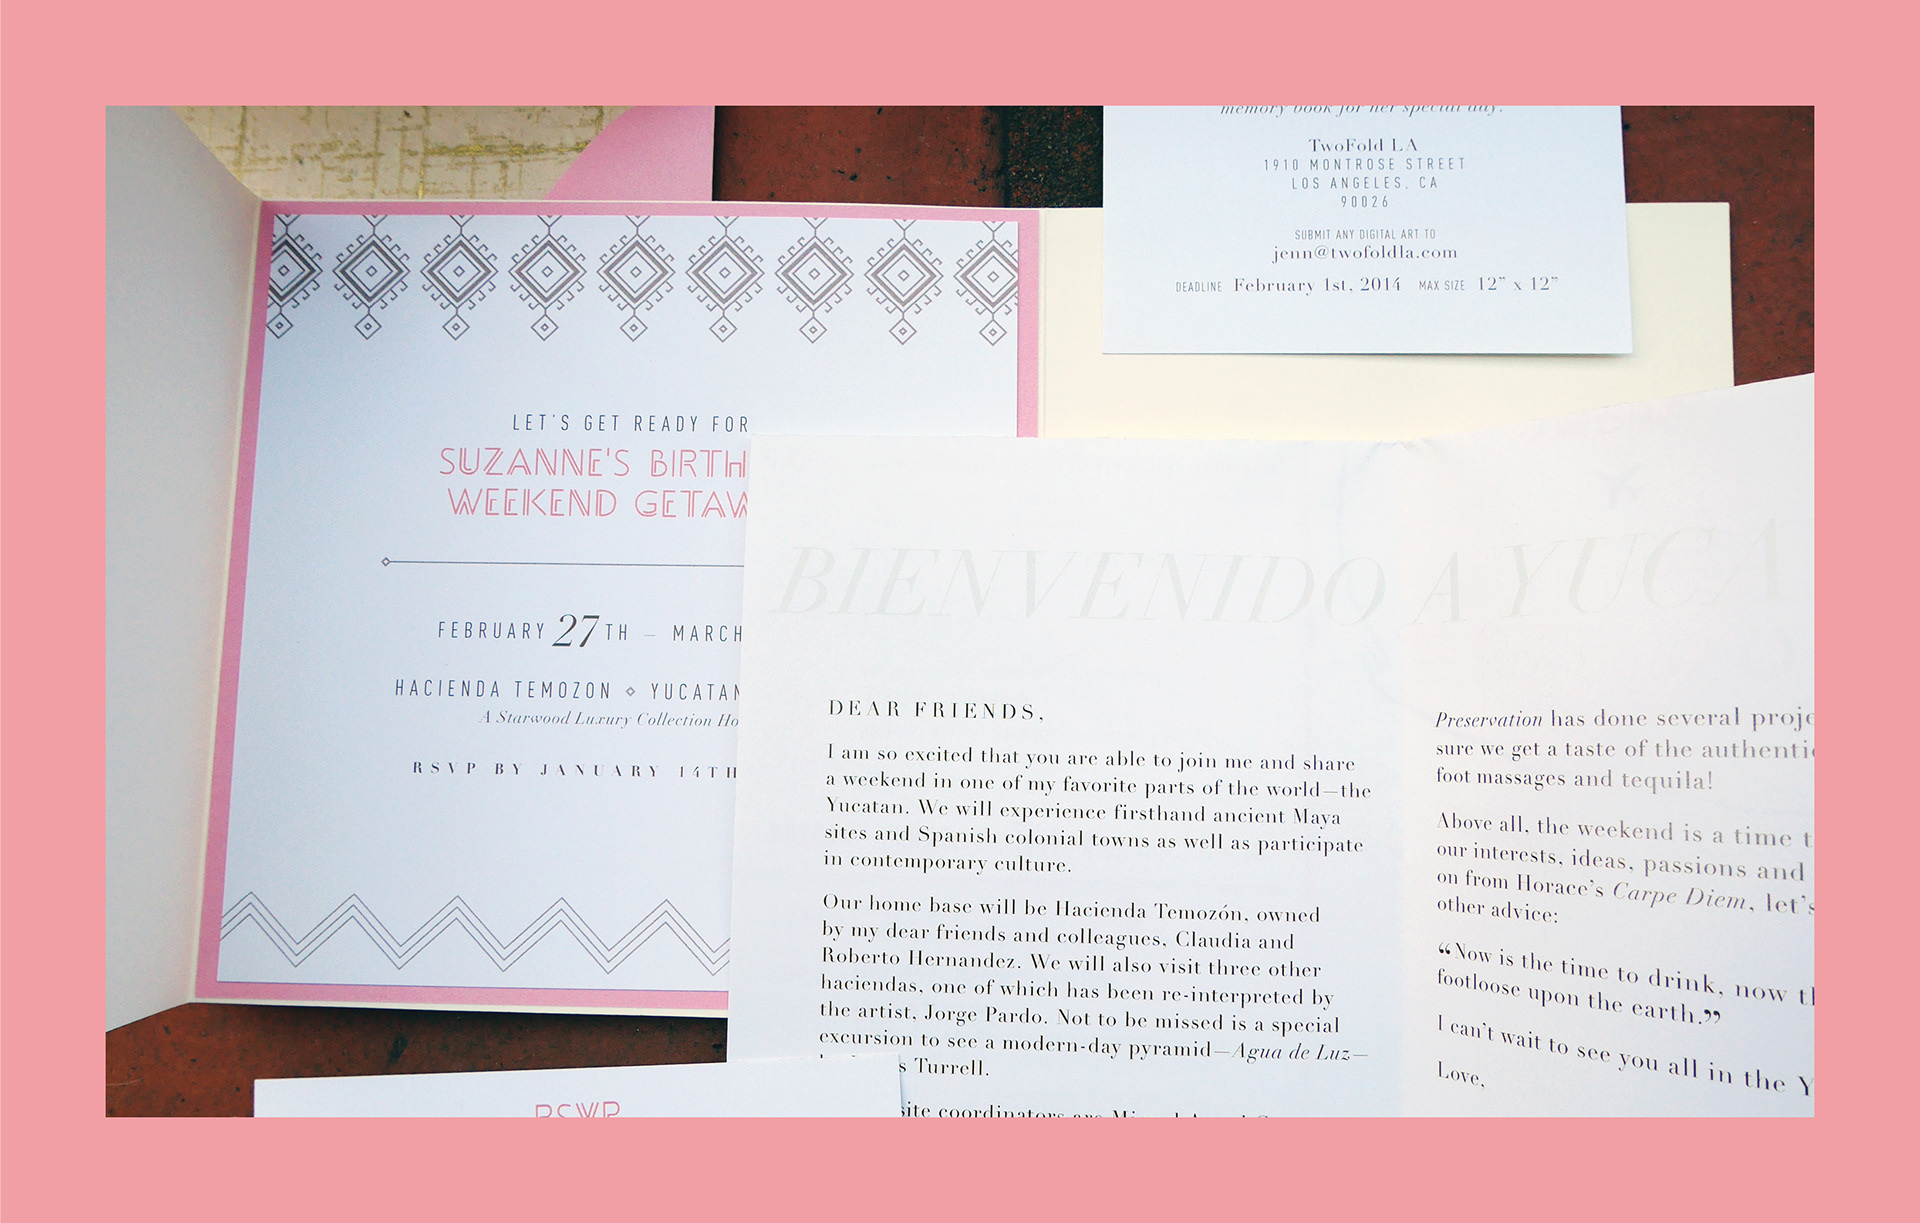 memory book for her special day.
TwoFold LA
1910 MONTROSE STREET
LOS ANGELES, CA
90026
SUBMIT ANY DIGITAL ART TO
jenn@twofoldla.com
DEADLINE February 1st, 2014 MAX SIZE 12" x 12"
LET'S GET READY FOR
SUZANNE'S BIRTH
WEEKEND GETAW
FEBRUARY 27TH – MARCH
HACIENDA TEMOZON ◇ YUCATAN
A Starwood Luxury Collection Ho
RSVP BY JANUARY 14TH
BIENVENIDO A YUCA
DEAR FRIENDS,
I am so excited that you are able to join me and share
a weekend in one of my favorite parts of the world—the
Yucatan. We will experience firsthand ancient Maya
sites and Spanish colonial towns as well as participate
in contemporary culture.
Our home base will be Hacienda Temozón, owned
by my dear friends and colleagues, Claudia and
Roberto Hernandez. We will also visit three other
haciendas, one of which has been re-interpreted by
the artist, Jorge Pardo. Not to be missed is a special
excursion to see a modern-day pyramid—Agua de Luz—
s Turrell.
site coordinators are
Preservation has done several proje
sure we get a taste of the authenti
foot massages and tequila!
Above all, the weekend is a time t
our interests, ideas, passions and
on from Horace's Carpe Diem, let's
other advice:
“Now is the time to drink, now th
footloose upon the earth.”
I can't wait to see you all in the Y
Love,
RSVP